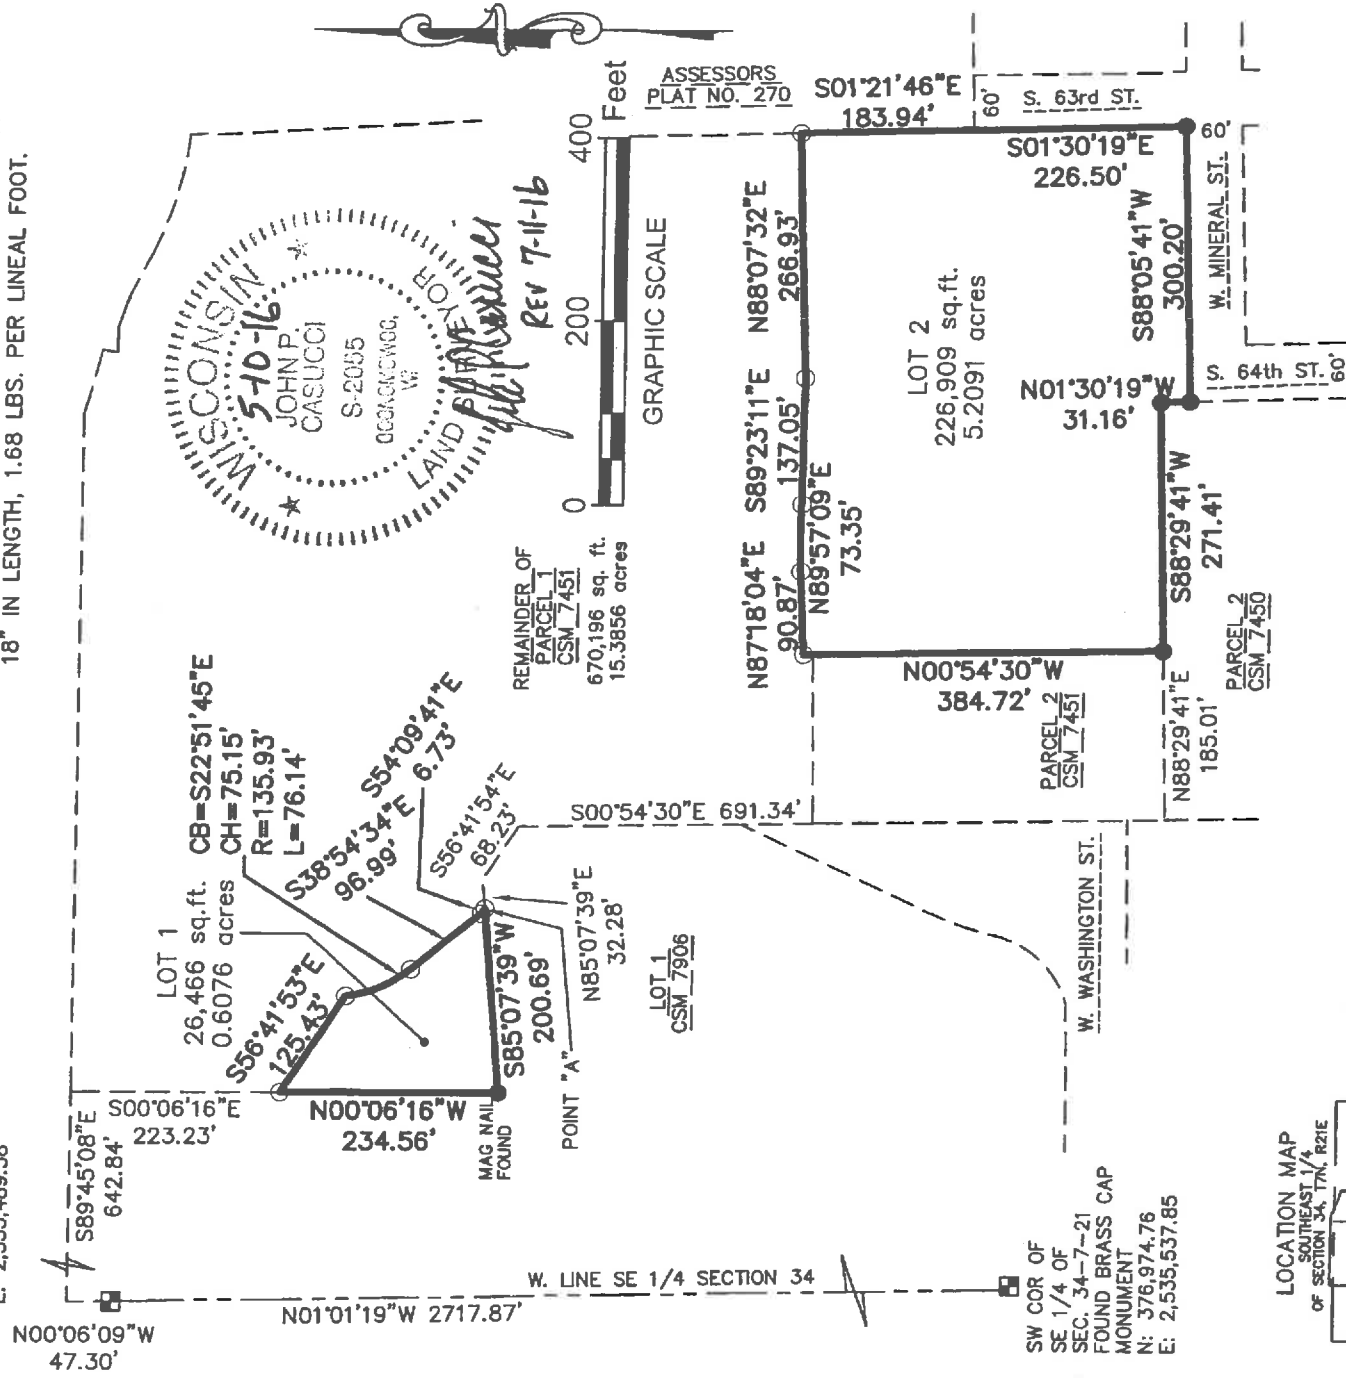 18" IN LENGTH, 1.68 LBS. PER LINEAL FOOT.
WISCONSIN
5-10-16
JOHN P.
CASUCCI
S-2055
OCONOMOWOC,
WI
LAND SURVEYOR
REV 7-11-16
0 200 400 Feet
GRAPHIC SCALE
ASSESSORS
PLAT NO. 270
S01°21'46"E
183.94'
60'
S. 63rd ST.
S01°30'19"E
226.50'
60'
W. MINERAL ST.
S88°05'41"W
300.20'
N88°07'32"E
266.93'
S89°23'11"E
137.05'
N89°57'09"E
73.35'
N87°18'04"E
90.87'
LOT 2
226,909 sq.ft.
5.2091 acres
N01°30'19"W
31.16'
S. 64th ST.
60'
S88°29'41"W
271.41'
N00°54'30"W
384.72'
PARCEL 2
CSM 7450
PARCEL 2
CSM 7451
N88°29'41"E
185.01'
REMAINDER OF
PARCEL 1
CSM 7451
670,196 sq. ft.
15.3856 acres
CB=S22°51'45"E
CH=75.15'
R=135.93'
L=76.14'
S54°09'41"E
6.73'
S38°54'34"E
96.99'
S56°41'54"E
68.23'
S00°54'30"E 691.34'
LOT 1
26,466 sq.ft.
0.6076 acres
S56°41'53"E
125.43'
S85°07'39"W
200.69'
N85°07'39"E
32.28'
LOT 1
CSM 7906
POINT "A"
MAG NAIL
FOUND
N00°06'16"W
234.56'
S00°06'16"E
223.23'
S89°45'08"E
642.84'
W. WASHINGTON ST.
N00°06'09"W
47.30'
N01°01'19"W 2717.87'
W. LINE SE 1/4 SECTION 34
SW COR OF
SE 1/4 OF
SEC. 34-7-21
FOUND BRASS CAP
MONUMENT
N: 376,974.76
E: 2,535,537.85
LOCATION MAP
SOUTHEAST 1/4
OF SECTION 34, T7N, R21E